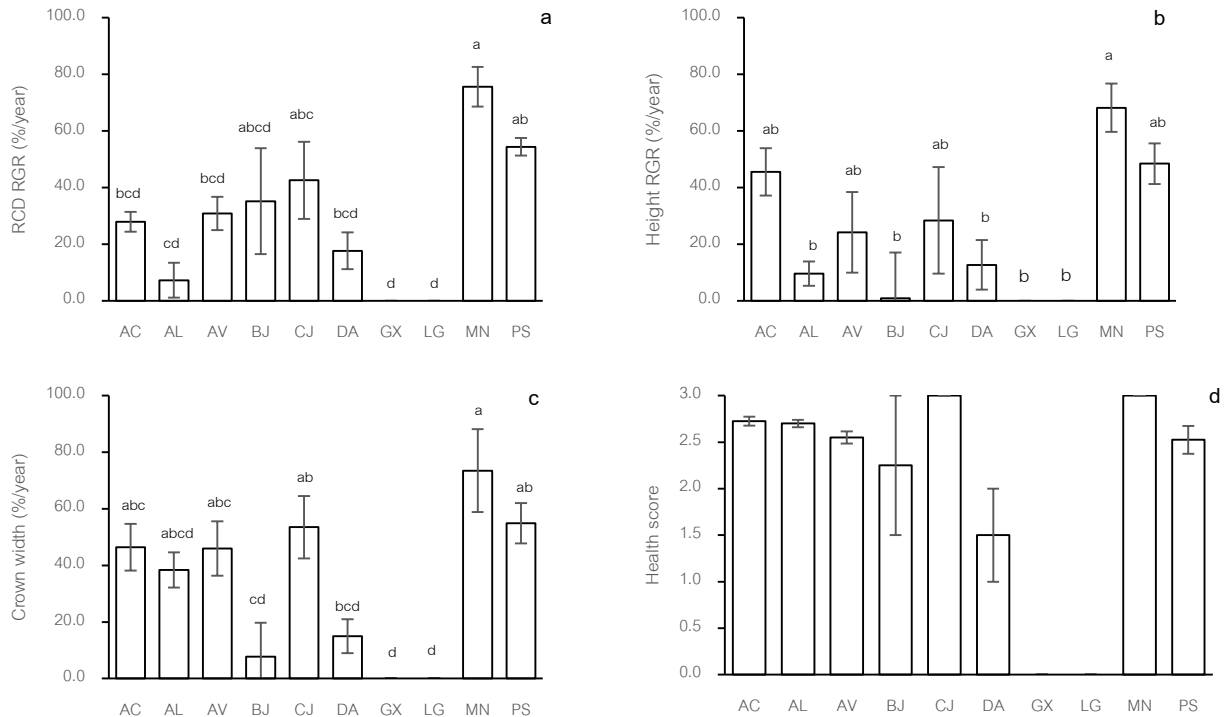 a
RCD RGR (%/year)
100.0
80.0
60.0
40.0
20.0
0.0
bcd
cd
bcd
abcd
abc
bcd
d
d
a
ab
AC AL AV BJ CJ DA GX LG MN PS
b
Height RGR (%/year)
100.0
80.0
60.0
40.0
20.0
0.0
ab
b
ab
b
ab
b
b
b
a
ab
AC AL AV BJ CJ DA GX LG MN PS
c
Crown width (%/year)
100.0
80.0
60.0
40.0
20.0
0.0
abc
abcd
abc
cd
ab
bcd
d
d
a
ab
AC AL AV BJ CJ DA GX LG MN PS
d
Health score
3.0
2.5
2.0
1.5
1.0
0.5
0.0
AC AL AV BJ CJ DA GX LG MN PS